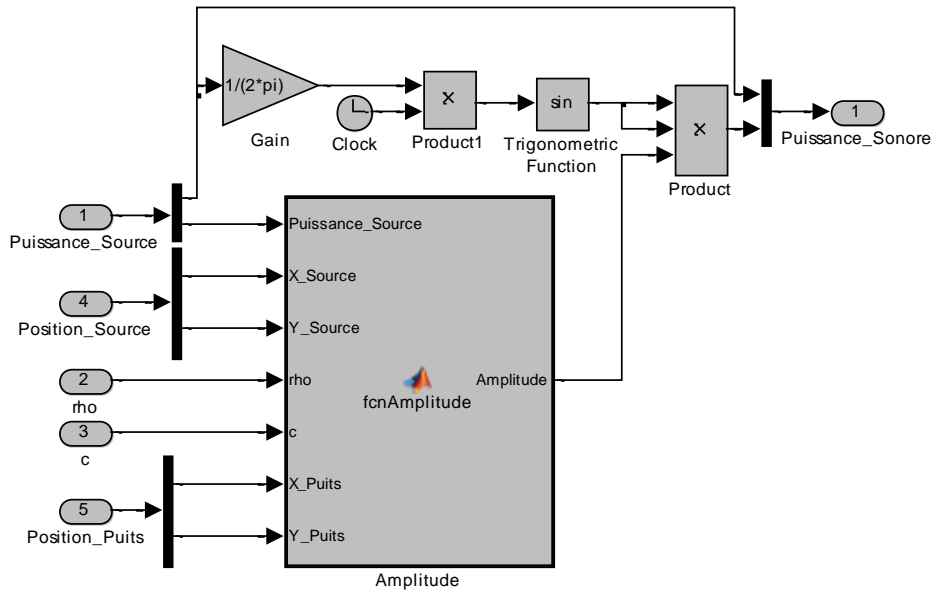 1/(2*pi)
Gain
Clock
×
Product1
sin
Trigonometric
Function
×
Product
1
Puissance_Sonore
1
Puissance_Source
4
Position_Source
2
rho
3
c
5
Position_Puits
Puissance_Source
X_Source
Y_Source
rho
c
X_Puits
Y_Puits
fcnAmplitude
Amplitude
Amplitude